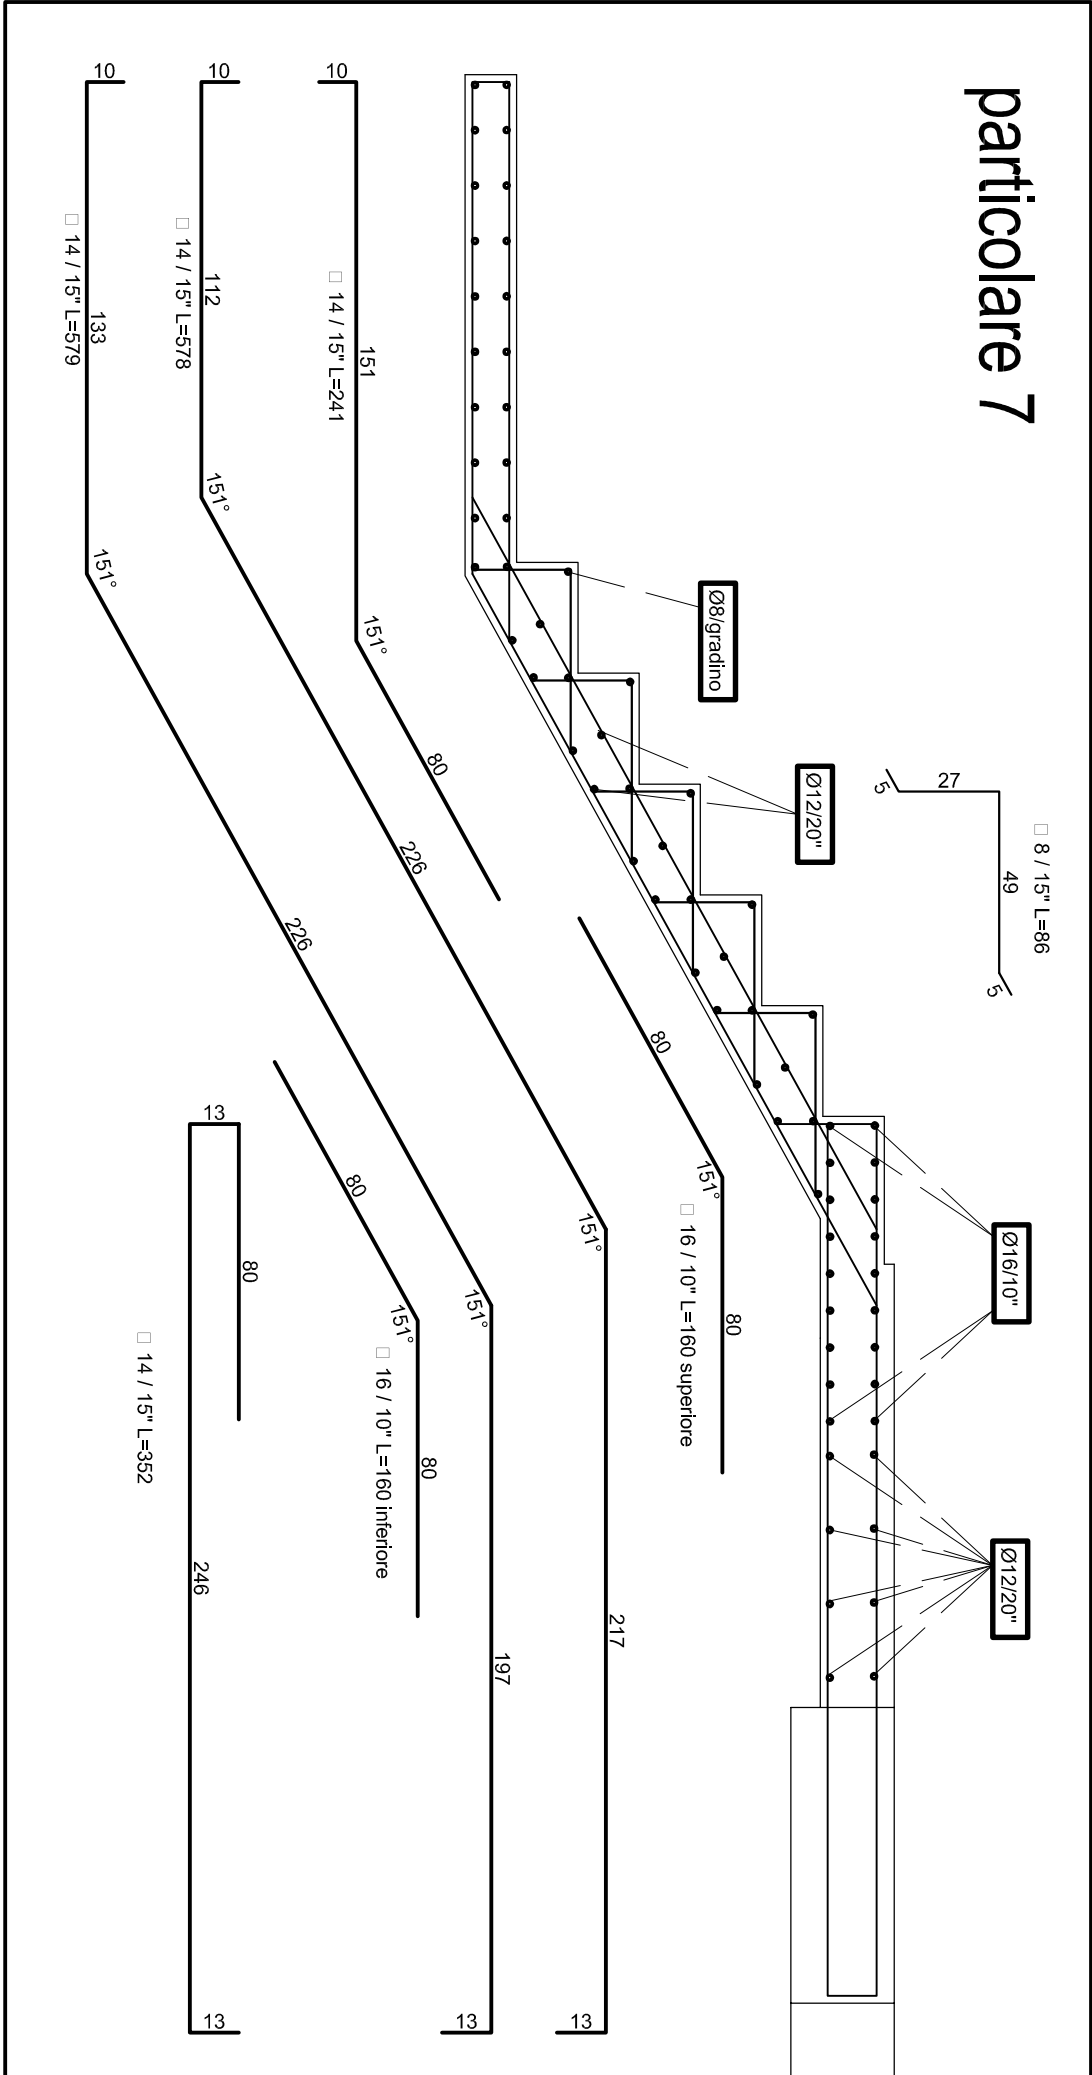 particolare 7
□ 8 / 15" L=86
5
27
49
5
Ø8/gradino
Ø12/20"
Ø16/10"
Ø12/20"
80
151°
80
□ 16 / 10" L=160 superiore
10
151
151°
80
□ 14 / 15" L=241
10
112
151°
226
151°
217
13
□ 14 / 15" L=578
10
133
151°
226
151°
197
13
□ 14 / 15" L=579
80
151°
80
□ 16 / 10" L=160 inferiore
13
80
246
13
□ 14 / 15" L=352